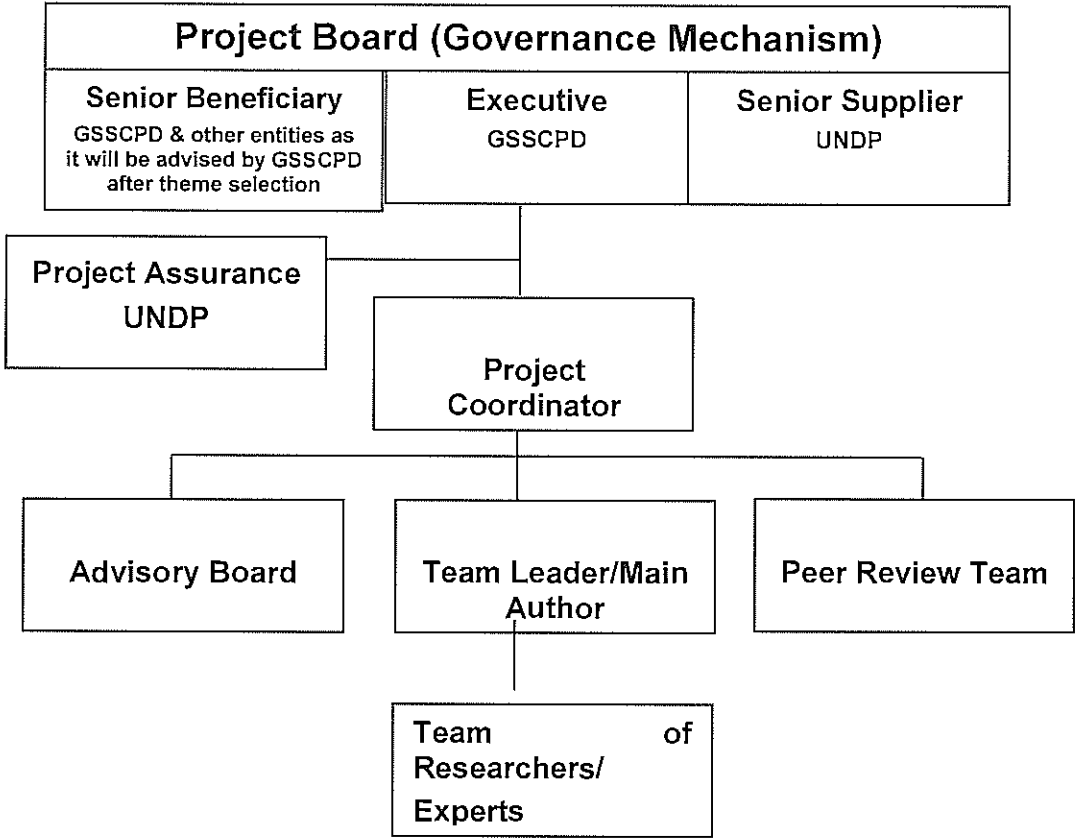 Project Board (Governance Mechanism)
Senior Beneficiary
GSSCPD & other entities as
it will be advised by GSSCPD
after theme selection
Executive
GSSCPD
Senior Supplier
UNDP
Project Assurance
UNDP
Project
Coordinator
Advisory Board
Team Leader/Main
Author
Peer Review Team
Team of
Researchers/
Experts